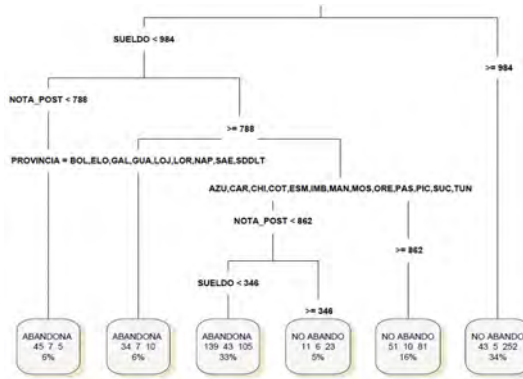 SUELDO < 984
>= 984
NOTA_POST < 788
>= 788
PROVINCIA = BOL,ELO,GAL,GUA,LOJ,LOR,NAP,SAE,SDDLT
AZU,CAR,CHI,COT,ESM,IMB,MAN,MOS,ORE,PAS,PIC,SUC,TUN
NOTA_POST < 862
>= 862
SUELDO < 346
>= 346
ABANDONA
45 7 5
6%
ABANDONA
34 7 10
6%
ABANDONA
139 43 105
33%
NO ABANDO
11 6 23
5%
NO ABANDO
51 10 81
16%
NO ABANDO
43 5 252
34%